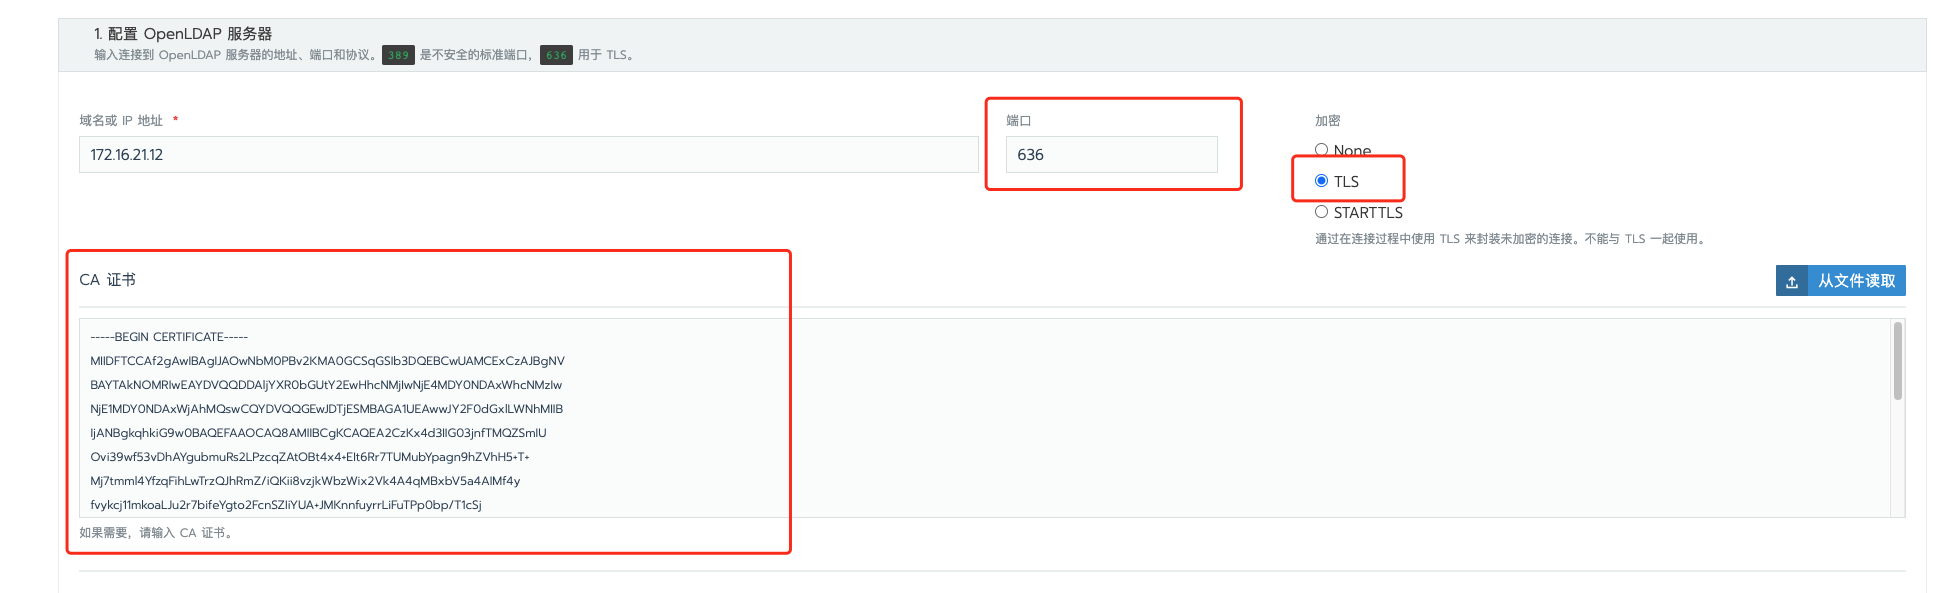 1. 配置 OpenLDAP 服务器
输入连接到 OpenLDAP 服务器的地址、端口和协议。 389 是不安全的标准端口， 636 用于 TLS。
域名或 IP 地址 *
172.16.21.12
端口
636
加密
None
TLS
STARTTLS
通过在连接过程中使用 TLS 来封装未加密的连接。不能与 TLS 一起使用。
CA 证书
从文件读取
-----BEGIN CERTIFICATE-----
MIIDFTCCAf2gAwIBAgIJAOwNbM0PBv2KMA0GCSqGSIb3DQEBCwUAMCExCzAJBgNV
BAYTAkNOMRIwEAYDVQQDDAljYXR0bGUtY2EwHhcNMjIwNjE4MDY0NDAxWhcNMzIw
NjE1MDY0NDAxWjAhMQswCQYDVQQGEwJDTjESMBAGA1UEAwwJY2F0dGxlLWNhMIIB
IjANBgkqhkiG9w0BAQEFAAOCAQ8AMIIBCgKCAQEA2CzKx4d3IIG03jnfTMQZSmIU
Ovi39wf53vDhAYgubmuRs2LPzcqZAtOBt4x4+EIt6Rr7TUMubYpagn9hZVhH5+T+
Mj7tmml4YfzqFihLwTrzQJhRmZ/iQKii8vzjkWbzWix2Vk4A4qMBxbV5a4AIMf4y
fvykcj11mkoaLJu2r7bifeYgto2FcnSZIiYUA+JMKnnfuyrrLiFuTPp0bp/T1cSj
如果需要，请输入 CA 证书。